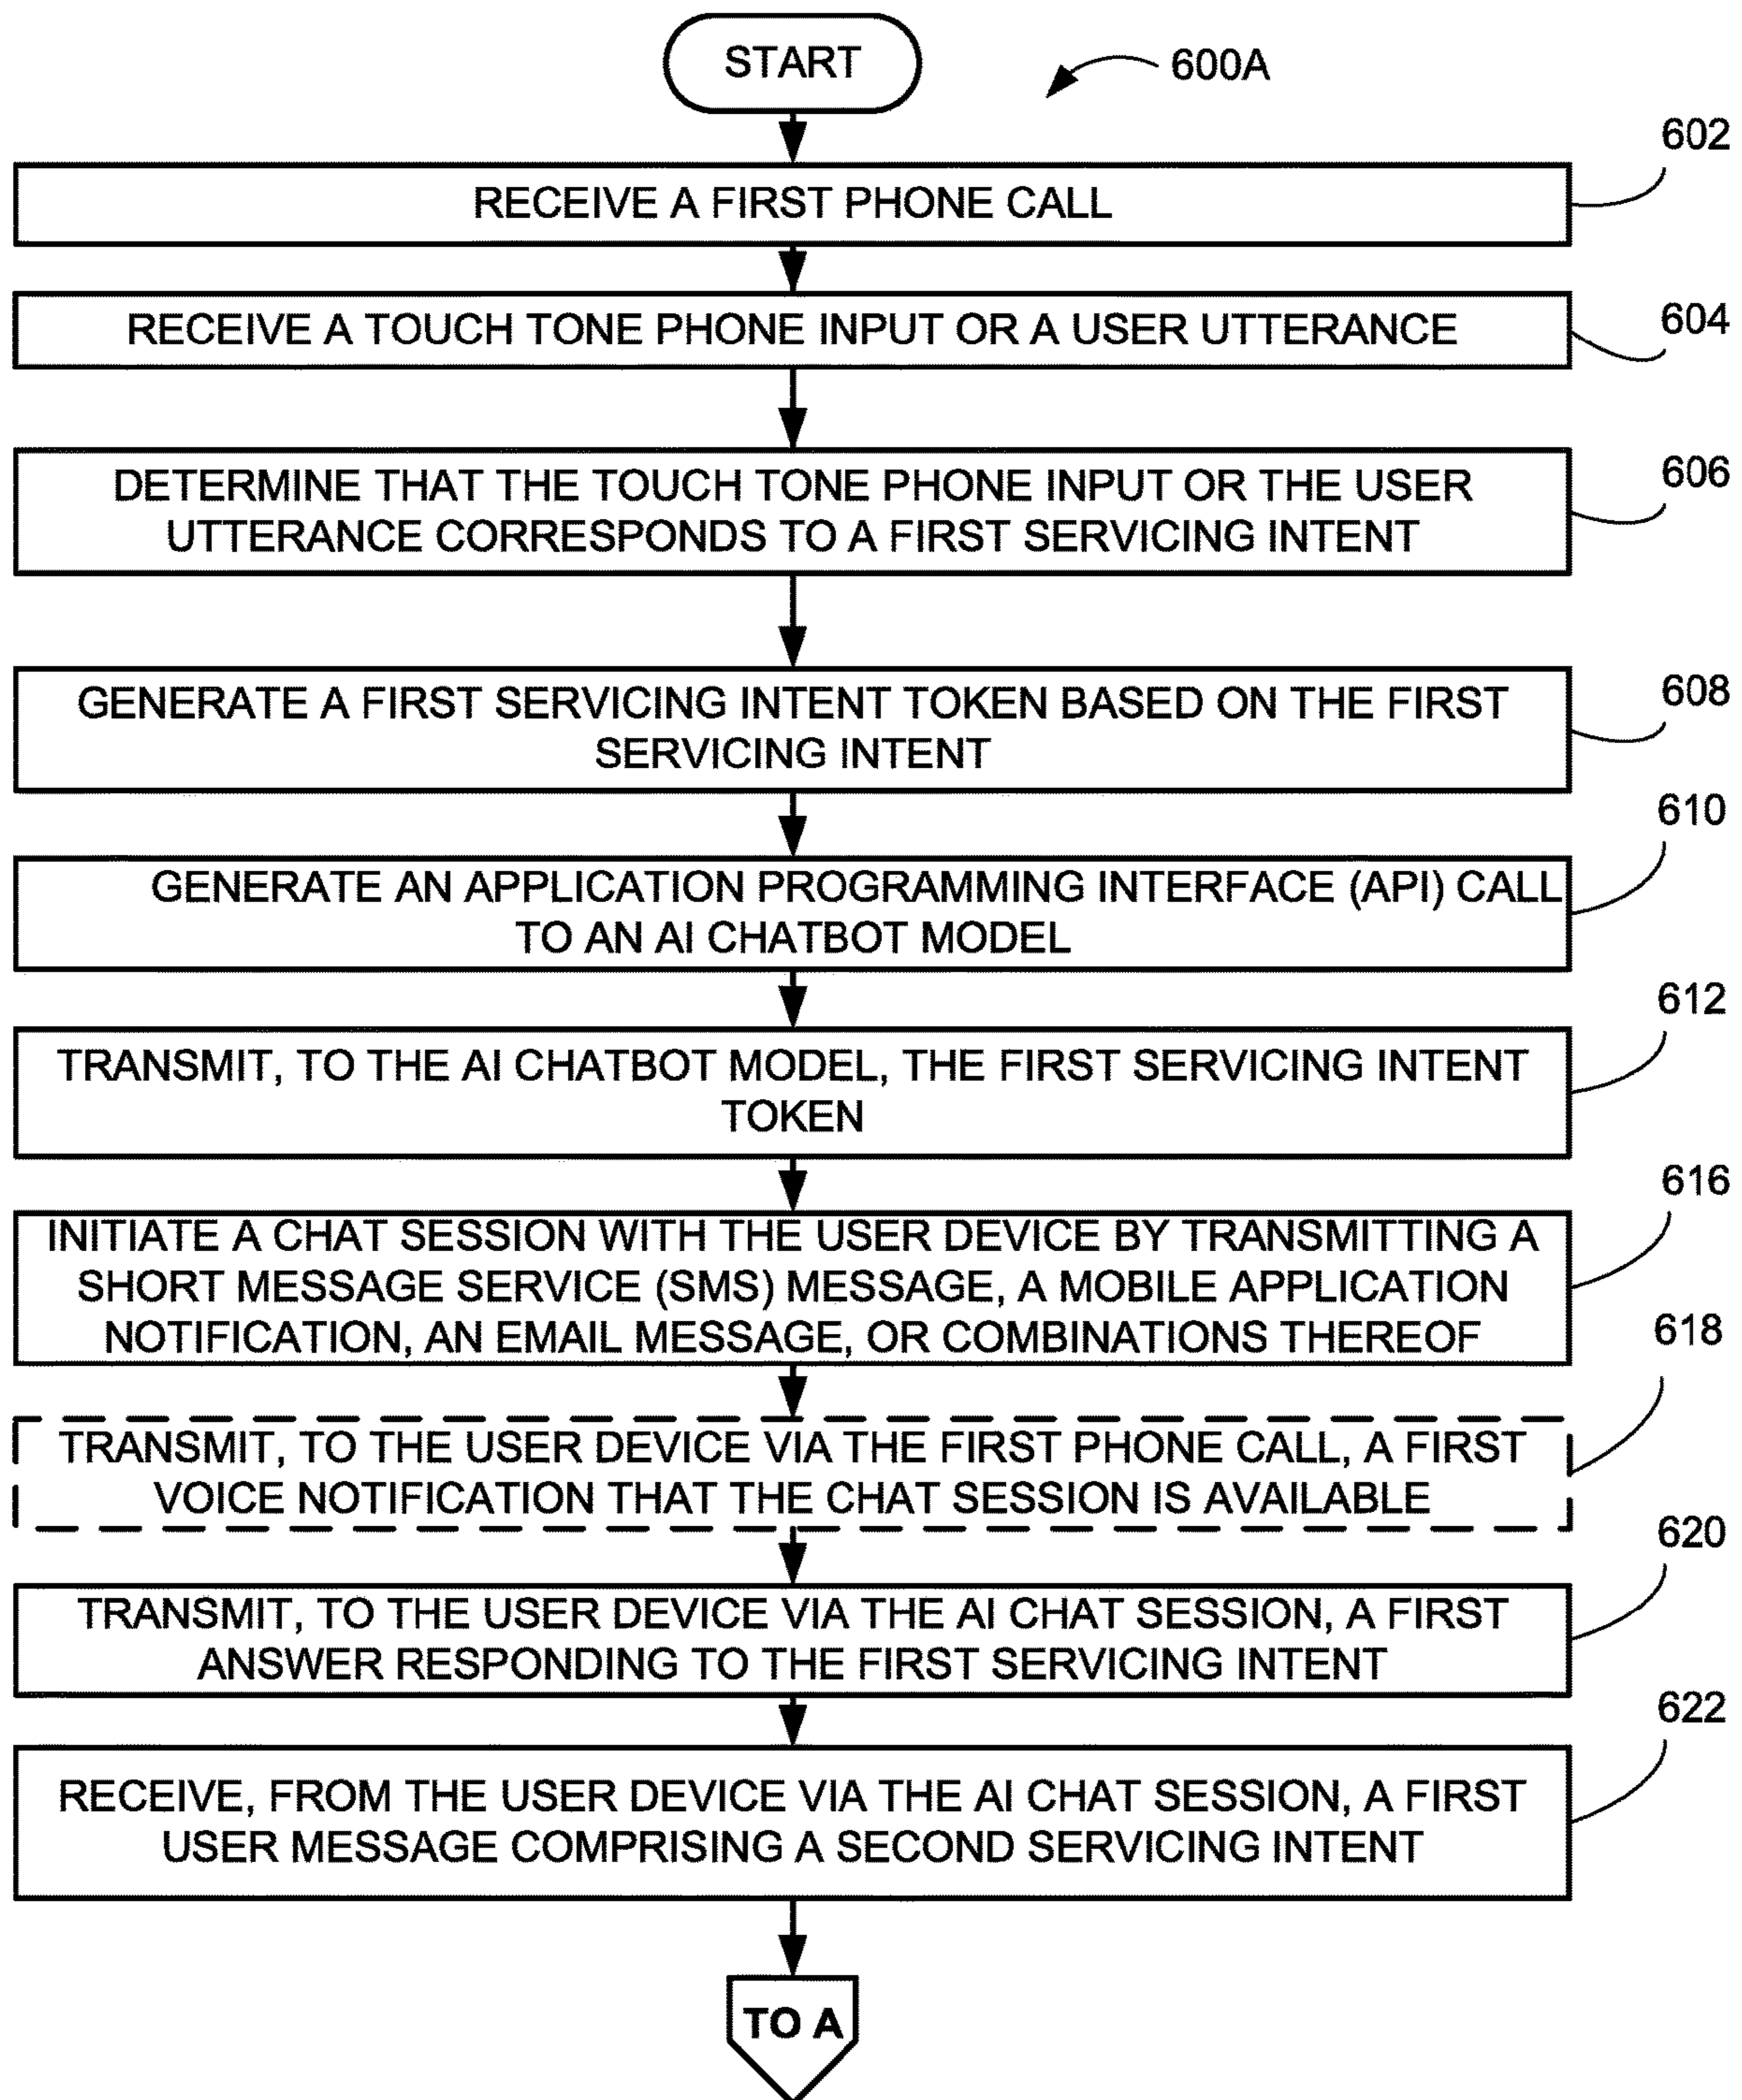 START
600A
602
RECEIVE A FIRST PHONE CALL
604
RECEIVE A TOUCH TONE PHONE INPUT OR A USER UTTERANCE
606
DETERMINE THAT THE TOUCH TONE PHONE INPUT OR THE USER
UTTERANCE CORRESPONDS TO A FIRST SERVICING INTENT
608
GENERATE A FIRST SERVICING INTENT TOKEN BASED ON THE FIRST
SERVICING INTENT
610
GENERATE AN APPLICATION PROGRAMMING INTERFACE (API) CALL
TO AN AI CHATBOT MODEL
612
TRANSMIT, TO THE AI CHATBOT MODEL, THE FIRST SERVICING INTENT
TOKEN
616
INITIATE A CHAT SESSION WITH THE USER DEVICE BY TRANSMITTING A
SHORT MESSAGE SERVICE (SMS) MESSAGE, A MOBILE APPLICATION
NOTIFICATION, AN EMAIL MESSAGE, OR COMBINATIONS THEREOF
618
TRANSMIT, TO THE USER DEVICE VIA THE FIRST PHONE CALL, A FIRST
VOICE NOTIFICATION THAT THE CHAT SESSION IS AVAILABLE
620
TRANSMIT, TO THE USER DEVICE VIA THE AI CHAT SESSION, A FIRST
ANSWER RESPONDING TO THE FIRST SERVICING INTENT
622
RECEIVE, FROM THE USER DEVICE VIA THE AI CHAT SESSION, A FIRST
USER MESSAGE COMPRISING A SECOND SERVICING INTENT
TO A